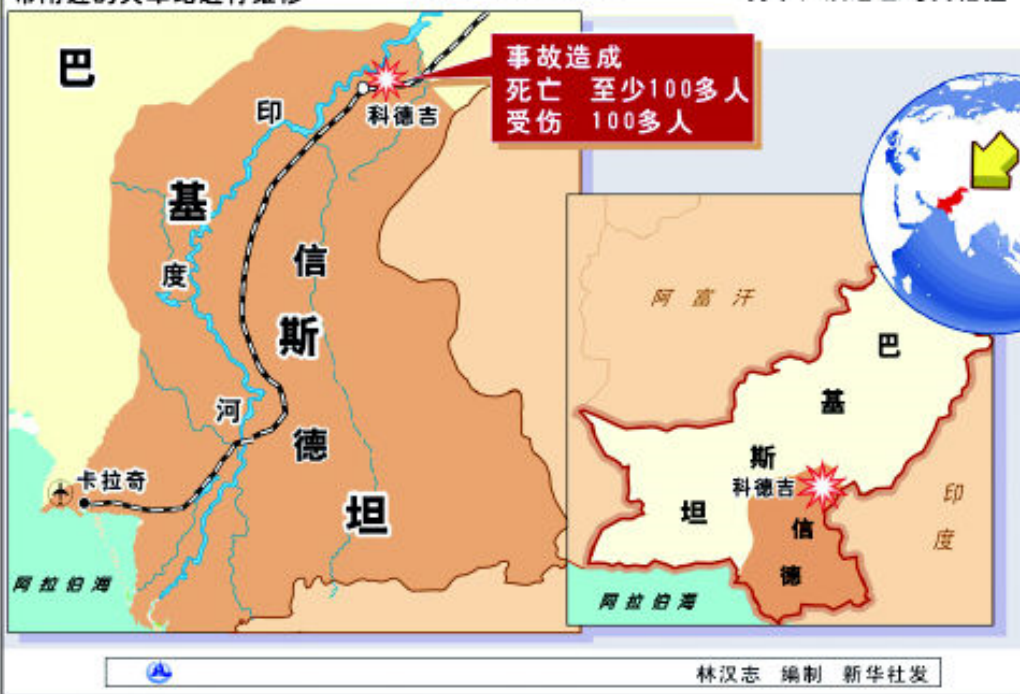 事故造成
死亡 至少100多人
受伤 100多人
科德吉
巴
基
斯
坦
信
德
印
度
河
卡拉奇
阿拉伯海
阿富汗
巴
基
斯
坦
科德吉
信
德
印
度
阿拉伯海
林汉志 编制 新华社发